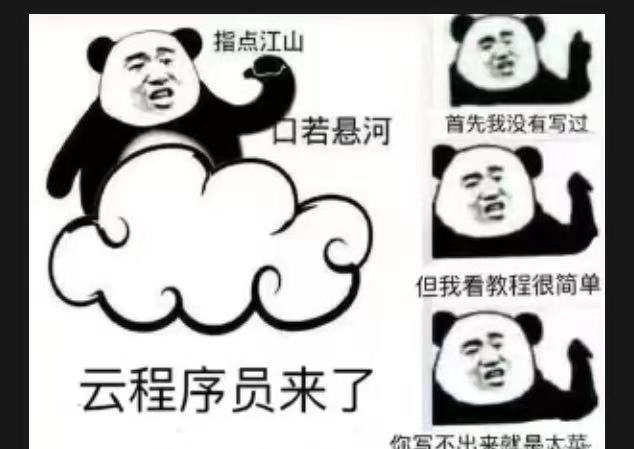 指点江山
口若悬河
云程序员来了
首先我没有写过
但我看教程很简单
你写不出来就是太菜